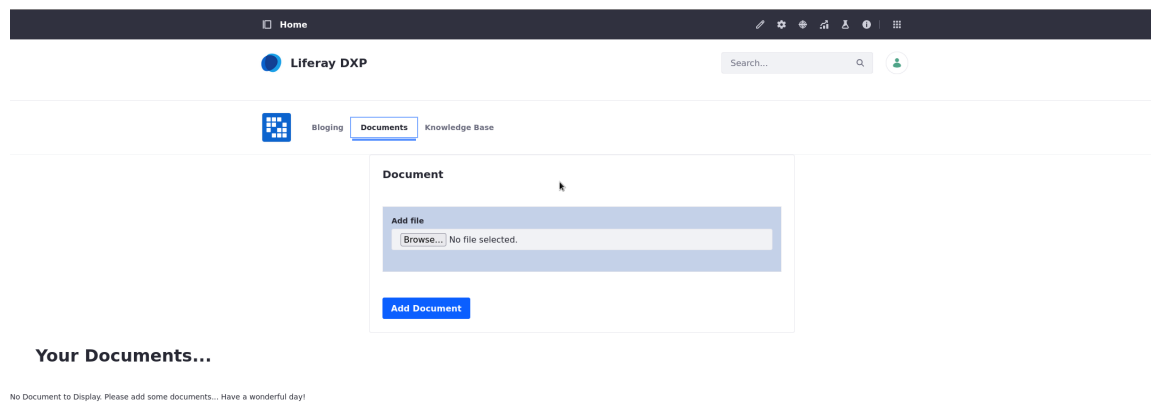 Home
Liferay DXP
Search...
Bloging Documents Knowledge Base
Document
Add file
Browse... No file selected.
Add Document
Your Documents...
No Document to Display. Please add some documents... Have a wonderful day!